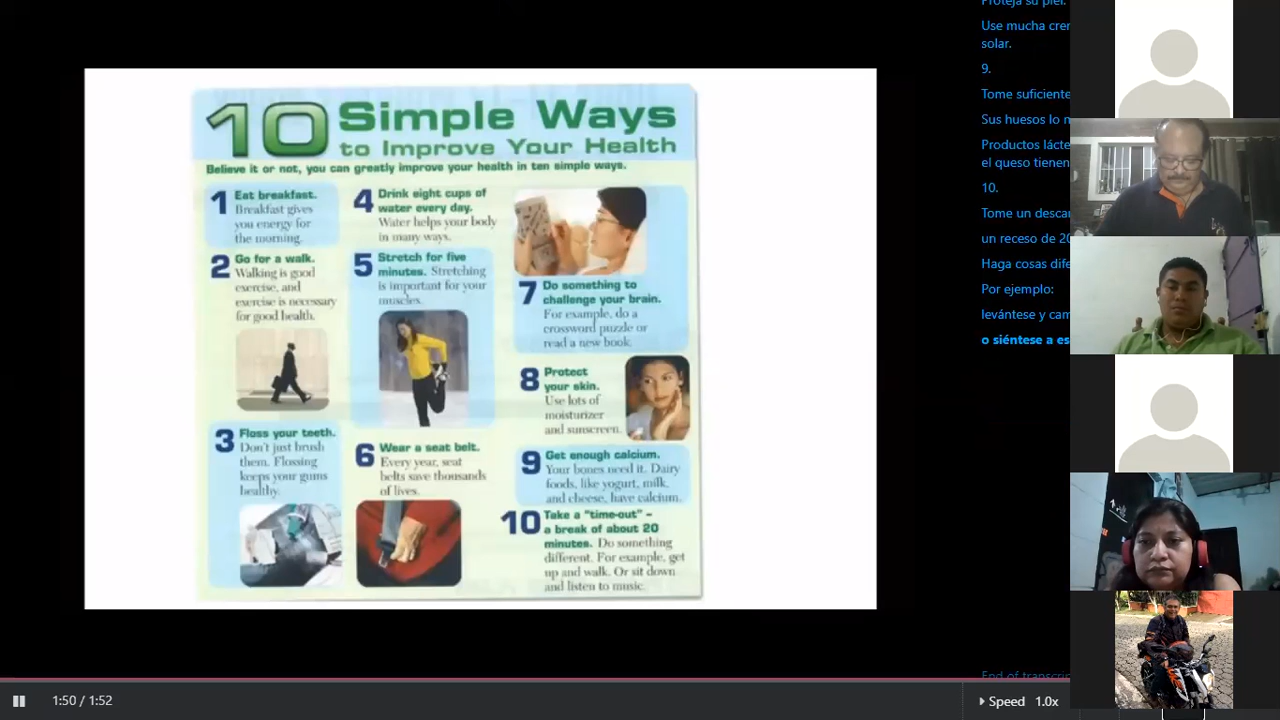 10 Simple Ways
to Improve Your Health
Believe it or not, you can greatly improve your health in ten simple ways.
1 Eat breakfast.
Breakfast gives
you energy for
the morning.
2 Go for a walk.
Walking is good
exercise, and
exercise is necessary
for good health.
3 Floss your teeth.
Don't just brush
them. Flossing
keeps your gums
healthy.
4 Drink eight cups of
water every day.
Water helps your body
in many ways.
5 Stretch for five
minutes. Stretching
is important for your
muscles.
6 Wear a seat belt.
Every year, seat
belts save thousands
of lives.
7 Do something to
challenge your brain.
For example, do a
crossword puzzle or
read a new book.
8 Protect
your skin.
Use lots of
moisturizer
and sunscreen.
9 Get enough calcium.
Your bones need it. Dairy
foods, like yogurt, milk,
and cheese, have calcium.
10 Take a "time-out" –
a break of about 20
minutes. Do something
different. For example, get
up and walk. Or sit down
and listen to music.
Proteja su piel.
Use mucha
solar.
9.
Tome suficiente
Sus huesos lo
Productos
el queso tienen
10.
Tome un
un receso de 20
Haga cosas
Por ejemplo:
levántese y
o siéntese a
End of
1:50 / 1:52
Speed 1.0x